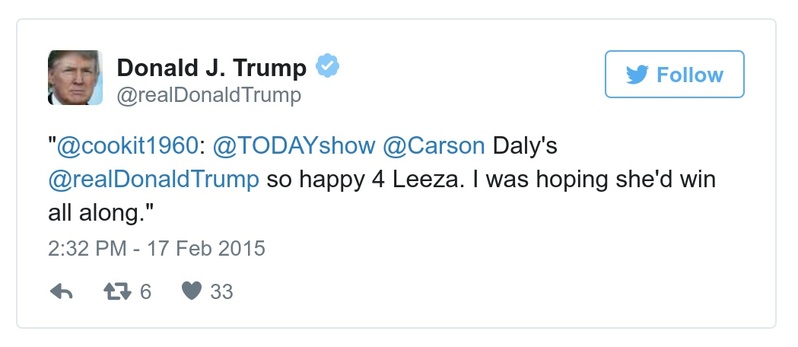 Donald J. Trump
@realDonaldTrump
Follow
"@cookit1960: @TODAYshow @Carson Daly's
@realDonaldTrump so happy 4 Leeza. I was hoping she'd win
all along."
2:32 PM - 17 Feb 2015
6 33